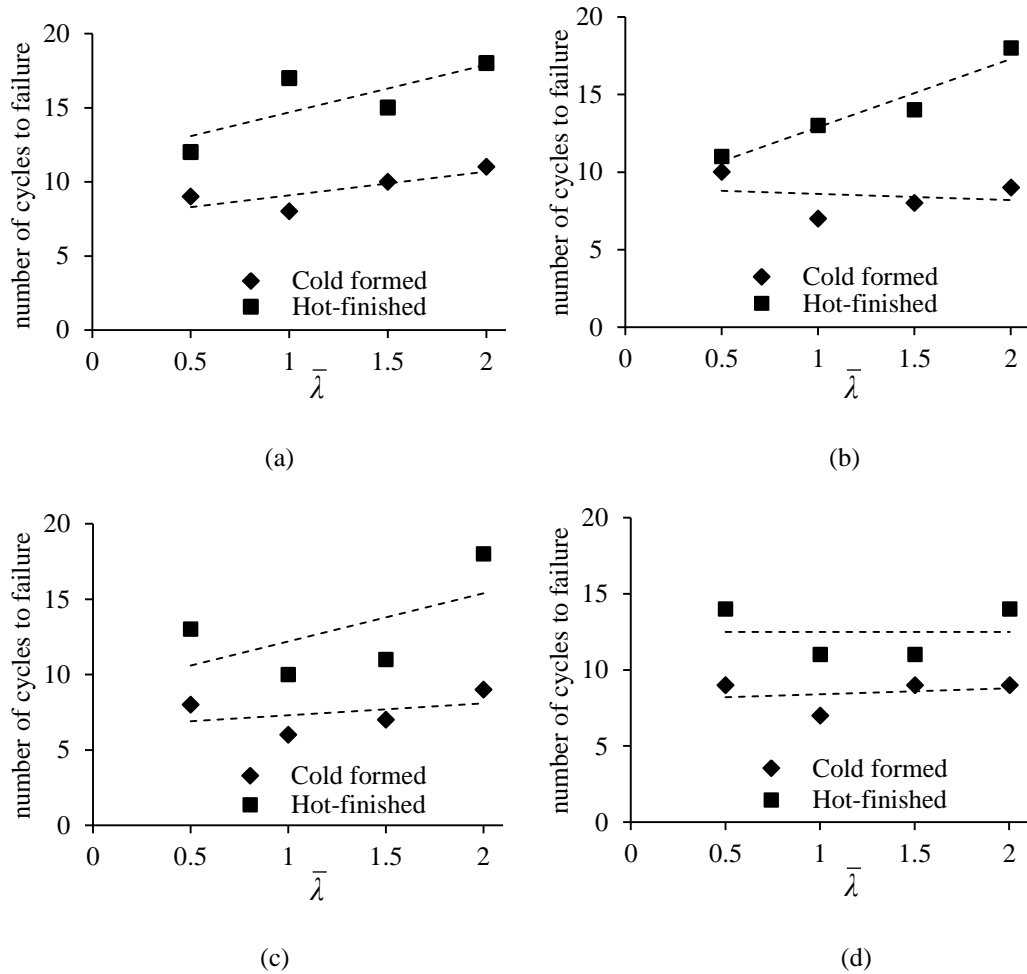 number of cycles to failure
20
15
10
5
0
0 0.5 1 1.5 2
λ̅
Cold formed
Hot-finished
(a)
number of cycles to failure
20
15
10
5
0
0 0.5 1 1.5 2
λ̅
Cold formed
Hot-finished
(b)
number of cycles to failure
20
15
10
5
0
0 0.5 1 1.5 2
λ̅
Cold formed
Hot-finished
(c)
number of cycles to failure
20
15
10
5
0
0 0.5 1 1.5 2
λ̅
Cold formed
Hot-finished
(d)